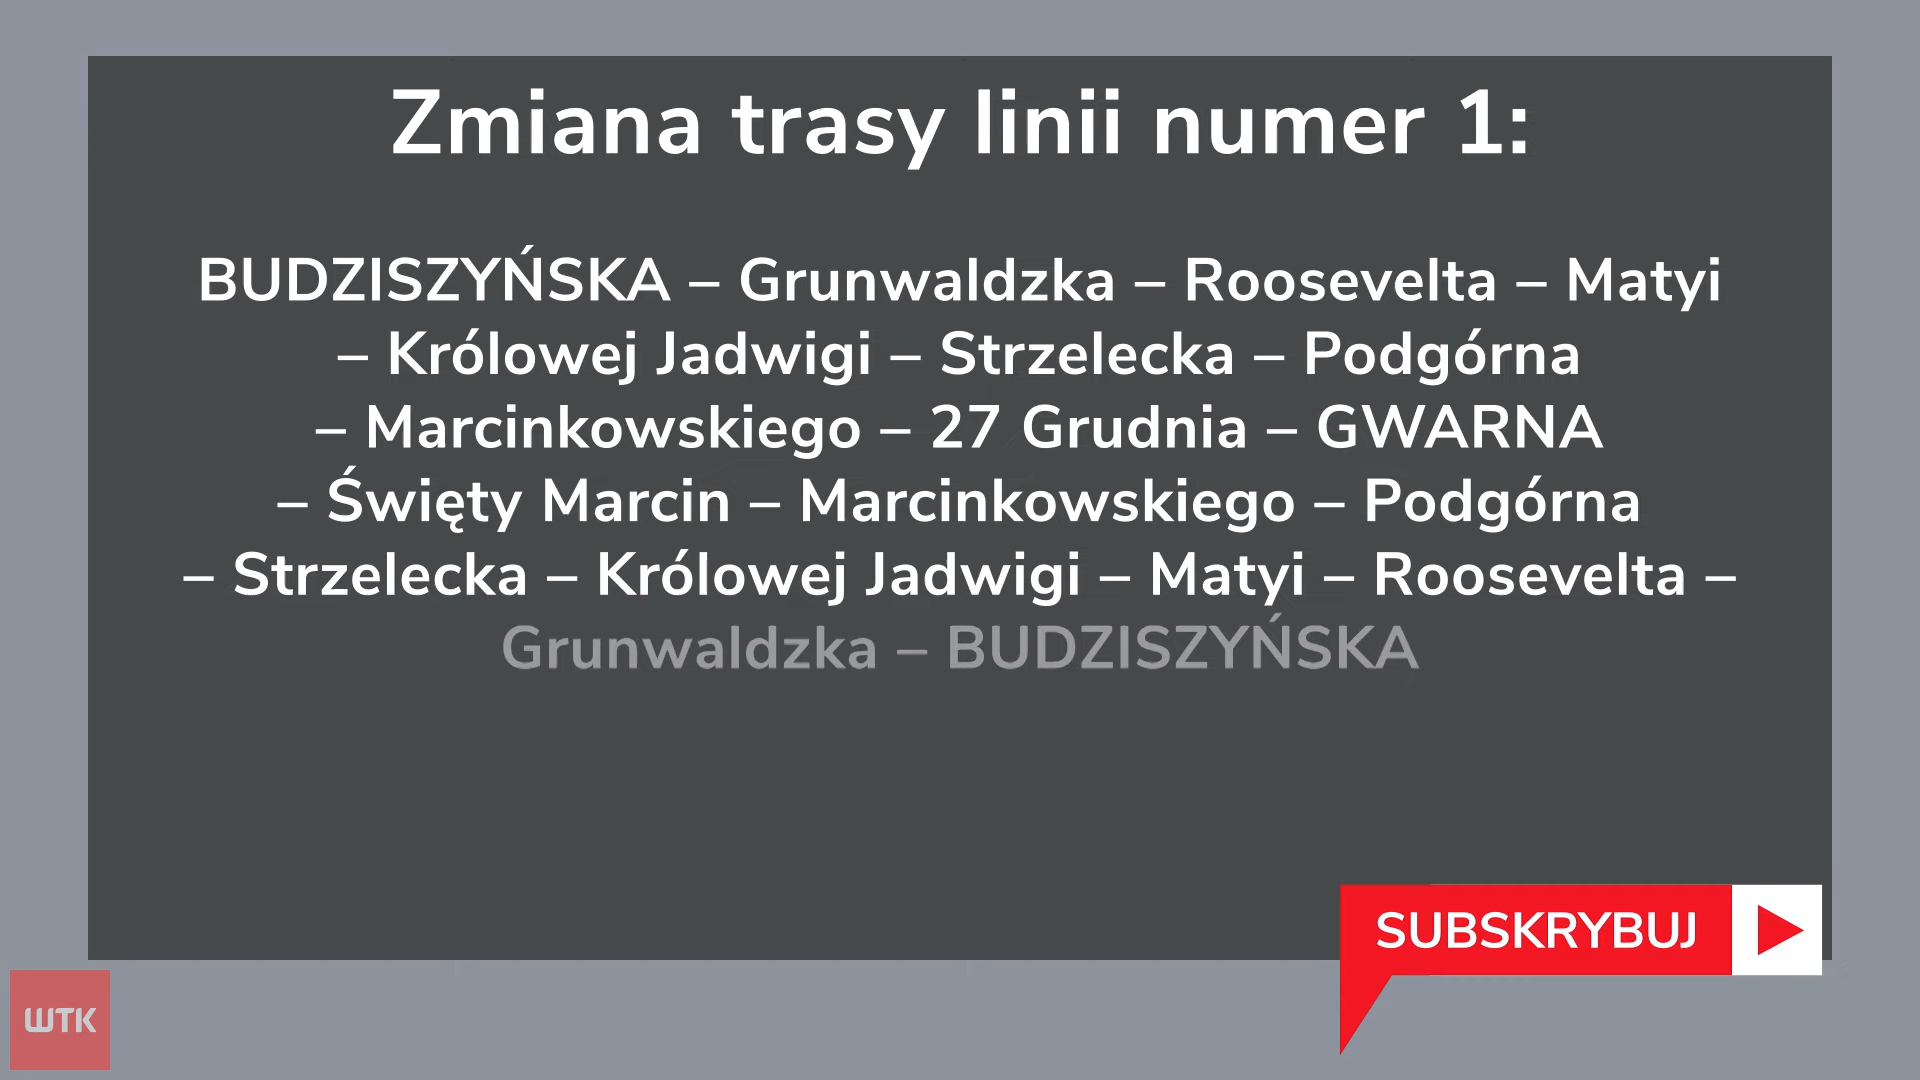 Zmiana trasy linii numer 1:
BUDZISZYŃSKA – Grunwaldzka – Roosevelta – Matyi
– Królowej Jadwigi – Strzelecka – Podgórna
– Marcinkowskiego – 27 Grudnia – GWARNA
– Święty Marcin – Marcinkowskiego – Podgórna
– Strzelecka – Królowej Jadwigi – Matyi – Roosevelta –
Grunwaldzka – BUDZISZYŃSKA
SUBSKRYBUJ
WTK